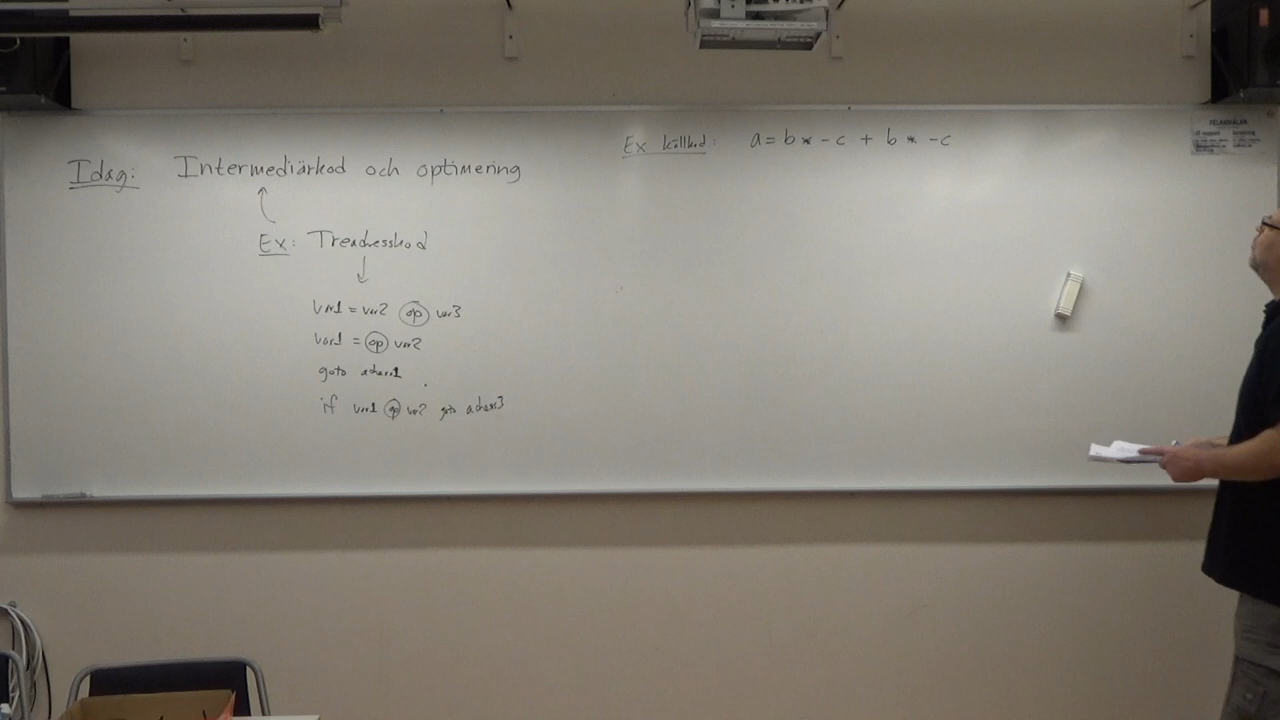 Idag: Intermediärkod och optimering
Ex: Treadresskod
var1 = var2 op var3
var1 = op var2
goto adress1
if var1 op var2 goto adress3
Ex källkod: a = b * -c + b * -c
FELANMÄLAN